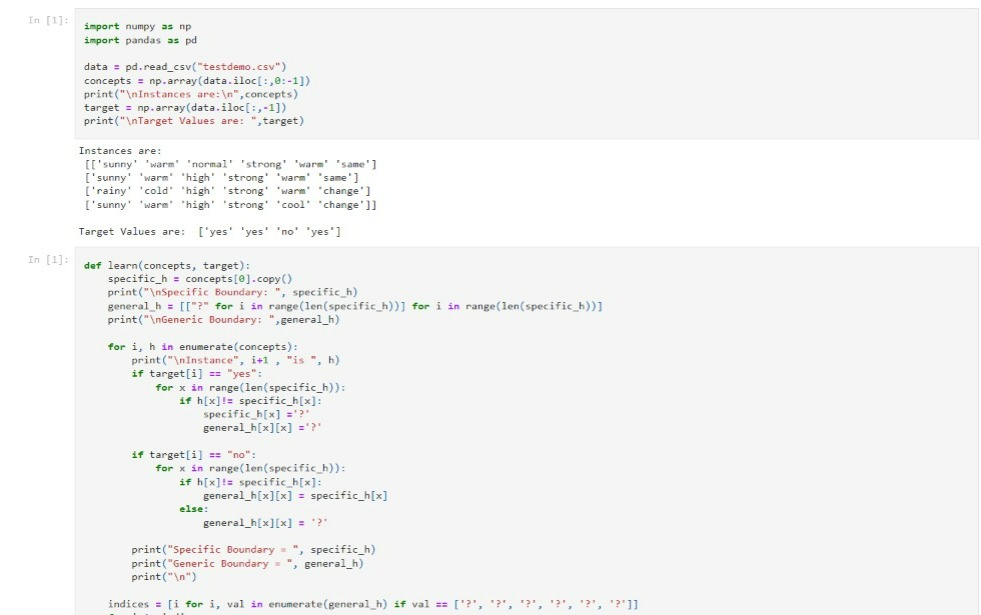 In [1]:
import numpy as np
import pandas as pd
data = pd.read_csv("testdemo.csv")
concepts = np.array(data.iloc[:,0:-1])
print("\nInstances are:\n",concepts)
target = np.array(data.iloc[:,-1])
print("\nTarget Values are: ",target)
Instances are:
[['sunny' 'warm' 'normal' 'strong' 'warm' 'same']
['sunny' 'warm' 'high' 'strong' 'warm' 'same']
['rainy' 'cold' 'high' 'strong' 'warm' 'change']
['sunny' 'warm' 'high' 'strong' 'cool' 'change']]
Target Values are:  ['yes' 'yes' 'no' 'yes']
In [1]:
def learn(concepts, target):
    specific_h = concepts[0].copy()
    print("\nSpecific Boundary: ", specific_h)
    general_h = [["?" for i in range(len(specific_h))] for i in range(len(specific_h))]
    print("\nGeneric Boundary: ",general_h)
    for i, h in enumerate(concepts):
        print("\nInstance", i+1 , "is ", h)
        if target[i] == "yes":
            for x in range(len(specific_h)):
                if h[x]!= specific_h[x]:
                    specific_h[x] ='?'
                    general_h[x][x] ='?'
        if target[i] == "no":
            for x in range(len(specific_h)):
                if h[x]!= specific_h[x]:
                    general_h[x][x] = specific_h[x]
                else:
                    general_h[x][x] = '?'
        print("Specific Boundary = ", specific_h)
        print("Generic Boundary = ", general_h)
        print("\n")
    indices = [i for i, val in enumerate(general_h) if val == ['?', '?', '?', '?', '?', '?']]